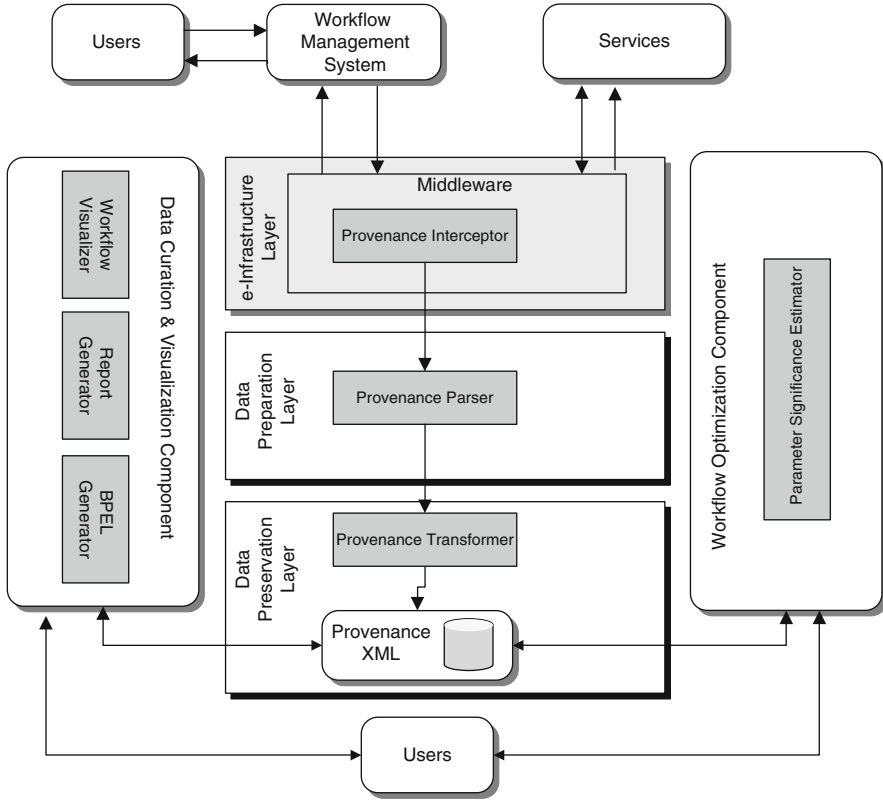 Users
Workflow
Management
System
Services
Workflow
Visualizer
Report
Generator
BPEL
Generator
Data Curation & Visualization Component
e-Infrastructure
Layer
Middleware
Provenance Interceptor
Data
Preparation
Layer
Provenance Parser
Data
Preservation
Layer
Provenance Transformer
Provenance
XML
Workflow Optimization Component
Parameter Significance Estimator
Users